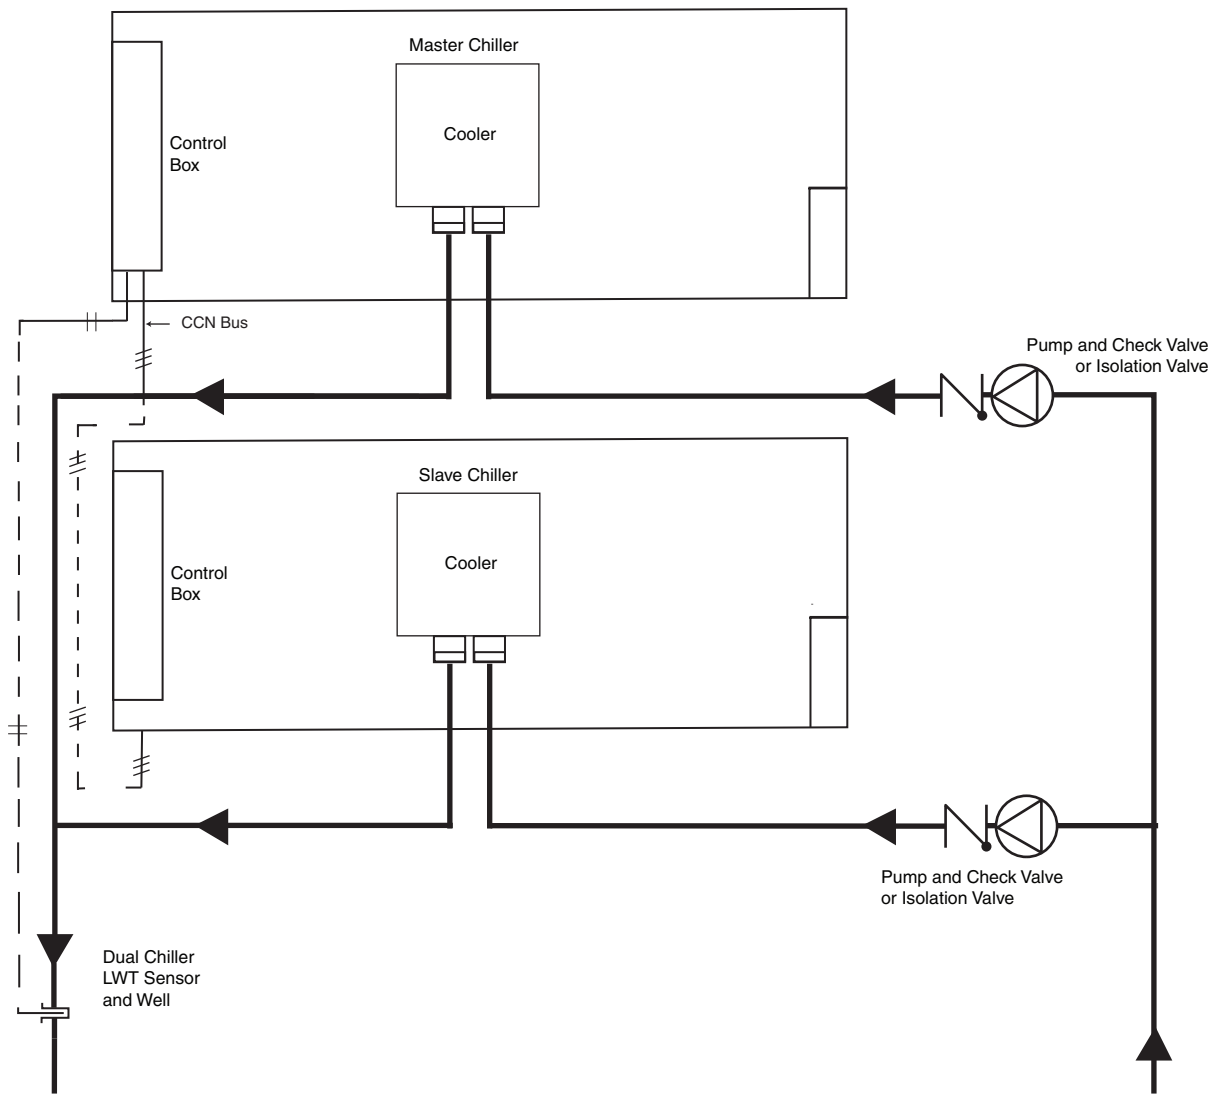 Master Chiller
Cooler
Control
Box
CCN Bus
Pump and Check Valve
or Isolation Valve
Slave Chiller
Cooler
Control
Box
Pump and Check Valve
or Isolation Valve
Dual Chiller
LWT Sensor
and Well